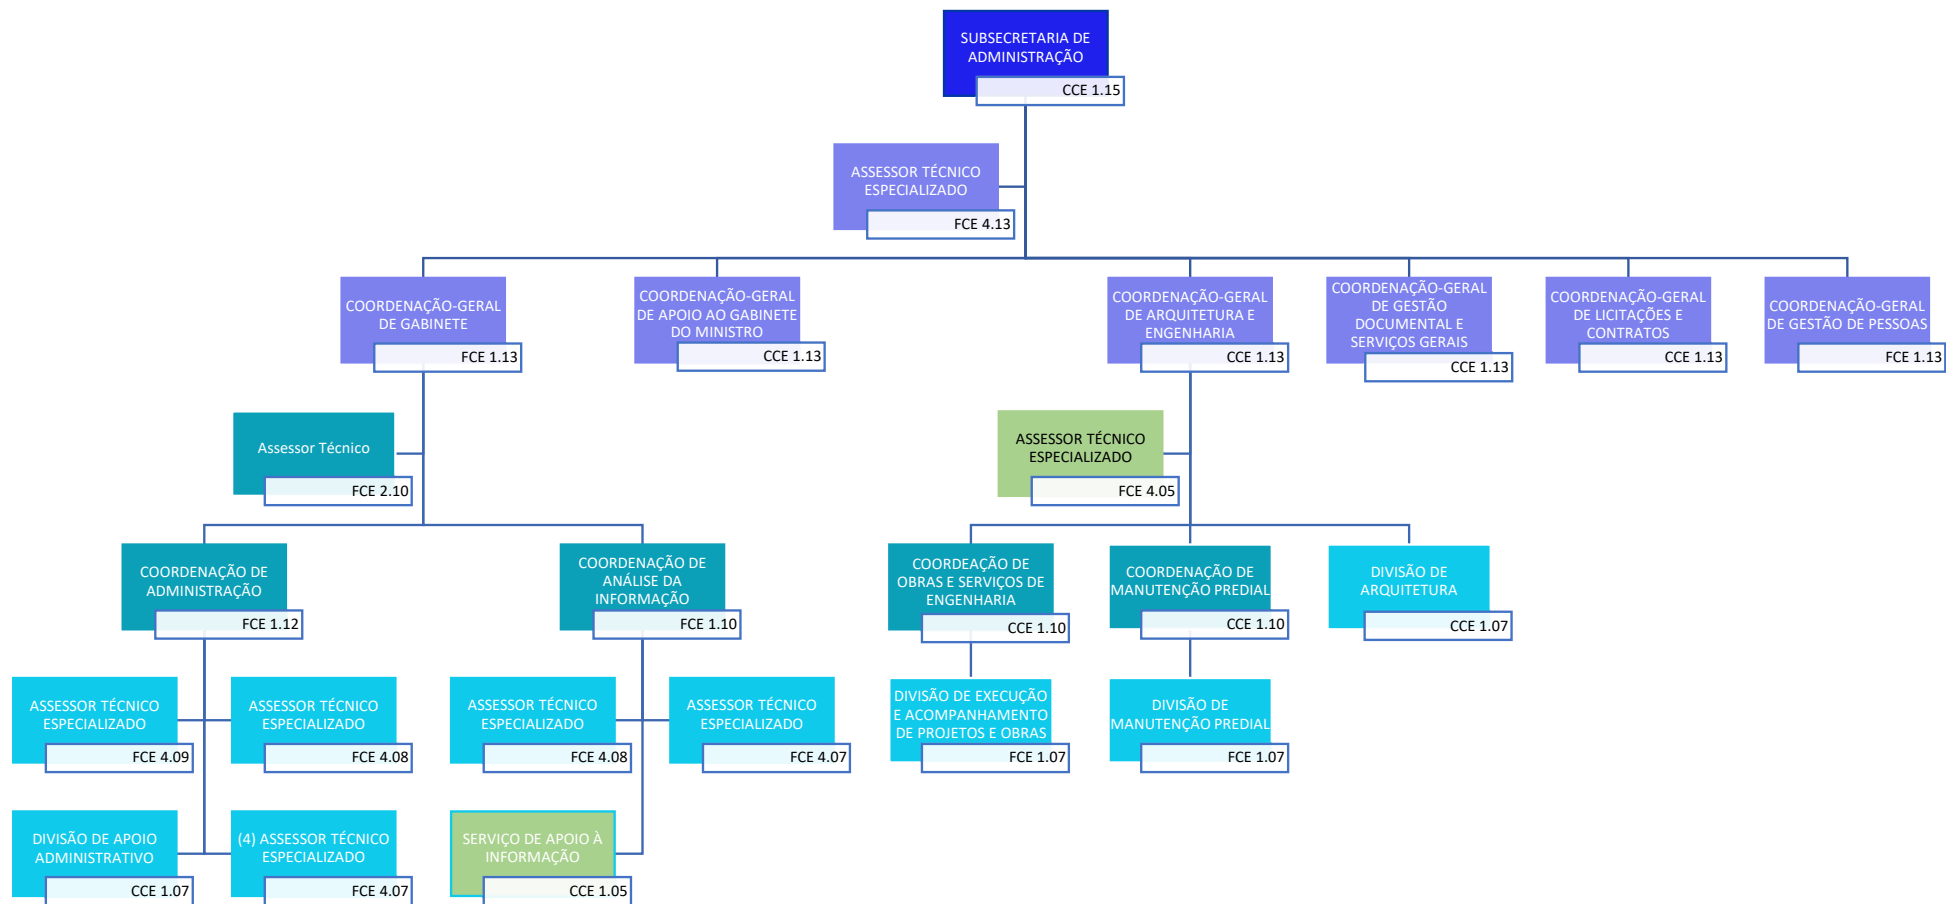 SUBSECRETARIA DE
ADMINISTRAÇÃO
CCE 1.15
ASSESSOR TÉCNICO
ESPECIALIZADO
FCE 4.13
COORDENAÇÃO-GERAL
DE GABINETE
FCE 1.13
COORDENAÇÃO-GERAL
DE APOIO AO GABINETE
DO MINISTRO
CCE 1.13
COORDENAÇÃO-GERAL
DE ARQUITETURA E
ENGENHARIA
CCE 1.13
COORDENAÇÃO-GERAL
DE GESTÃO
DOCUMENTAL E
SERVIÇOS GERAIS
CCE 1.13
COORDENAÇÃO-GERAL
DE LICITAÇÕES E
CONTRATOS
CCE 1.13
COORDENAÇÃO-GERAL
DE GESTÃO DE PESSOAS
FCE 1.13
Assessor Técnico
FCE 2.10
ASSESSOR TÉCNICO
ESPECIALIZADO
FCE 4.05
COORDENAÇÃO DE
ADMINISTRAÇÃO
FCE 1.12
COORDENAÇÃO DE
ANÁLISE DA
INFORMAÇÃO
FCE 1.10
COORDEAÇÃO DE
OBRAS E SERVIÇOS DE
ENGENHARIA
CCE 1.10
COORDENAÇÃO DE
MANUTENÇÃO PREDIAL
CCE 1.10
DIVISÃO DE
ARQUITETURA
CCE 1.07
ASSESSOR TÉCNICO
ESPECIALIZADO
FCE 4.09
ASSESSOR TÉCNICO
ESPECIALIZADO
FCE 4.08
ASSESSOR TÉCNICO
ESPECIALIZADO
FCE 4.08
ASSESSOR TÉCNICO
ESPECIALIZADO
FCE 4.07
DIVISÃO DE EXECUÇÃO
E ACOMPANHAMENTO
DE PROJETOS E OBRAS
FCE 1.07
DIVISÃO DE
MANUTENÇÃO PREDIAL
FCE 1.07
DIVISÃO DE APOIO
ADMINISTRATIVO
CCE 1.07
(4) ASSESSOR TÉCNICO
ESPECIALIZADO
FCE 4.07
SERVIÇO DE APOIO À
INFORMAÇÃO
CCE 1.05